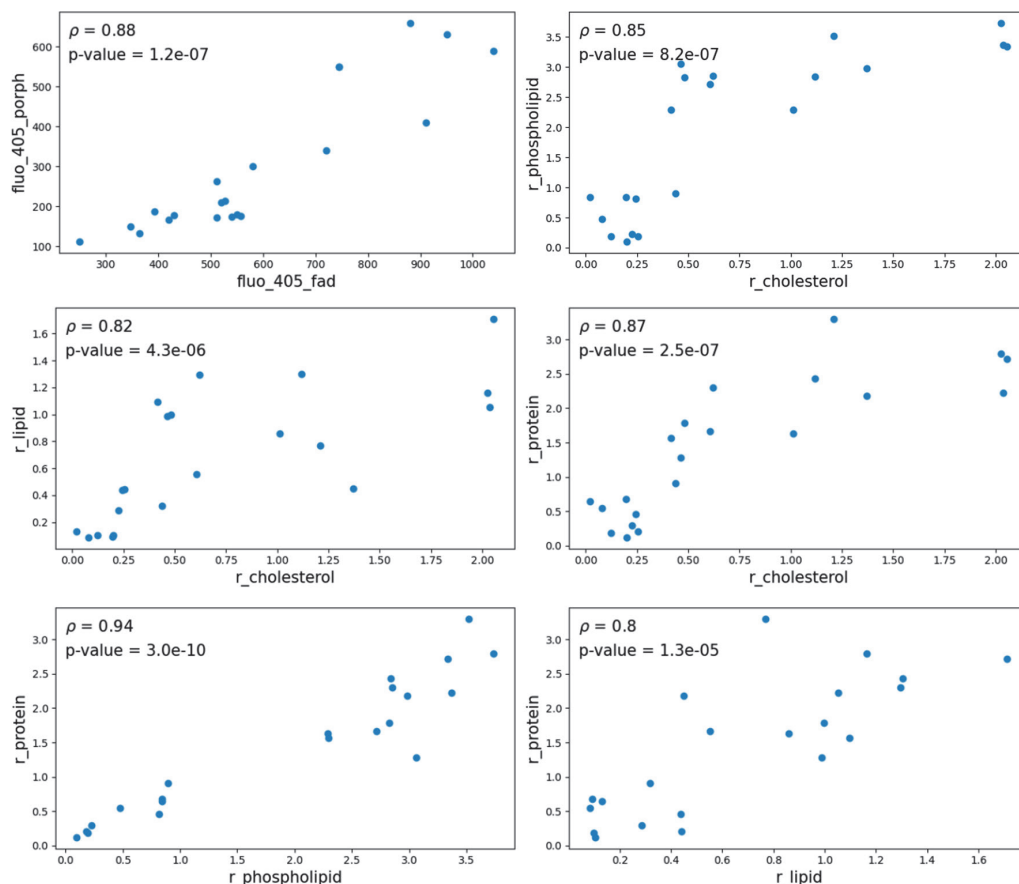 ρ = 0.88
p-value = 1.2e-07
fluo_405_porph
600
500
400
300
200
100
300 400 500 600 700 800 900 1000
fluo_405_fad
ρ = 0.85
p-value = 8.2e-07
r_phospholipid
3.5
3.0
2.5
2.0
1.5
1.0
0.5
0.0
0.00 0.25 0.50 0.75 1.00 1.25 1.50 1.75 2.00
r_cholesterol
ρ = 0.82
p-value = 4.3e-06
r_lipid
1.6
1.4
1.2
1.0
0.8
0.6
0.4
0.2
0.00 0.25 0.50 0.75 1.00 1.25 1.50 1.75 2.00
r_cholesterol
ρ = 0.87
p-value = 2.5e-07
r_protein
3.0
2.5
2.0
1.5
1.0
0.5
0.0
0.00 0.25 0.50 0.75 1.00 1.25 1.50 1.75 2.00
r_cholesterol
ρ = 0.94
p-value = 3.0e-10
r_protein
3.0
2.5
2.0
1.5
1.0
0.5
0.0
0.0 0.5 1.0 1.5 2.0 2.5 3.0 3.5
r_phospholipid
ρ = 0.8
p-value = 1.3e-05
r_protein
3.0
2.5
2.0
1.5
1.0
0.5
0.0
0.2 0.4 0.6 0.8 1.0 1.2 1.4 1.6
r_lipid